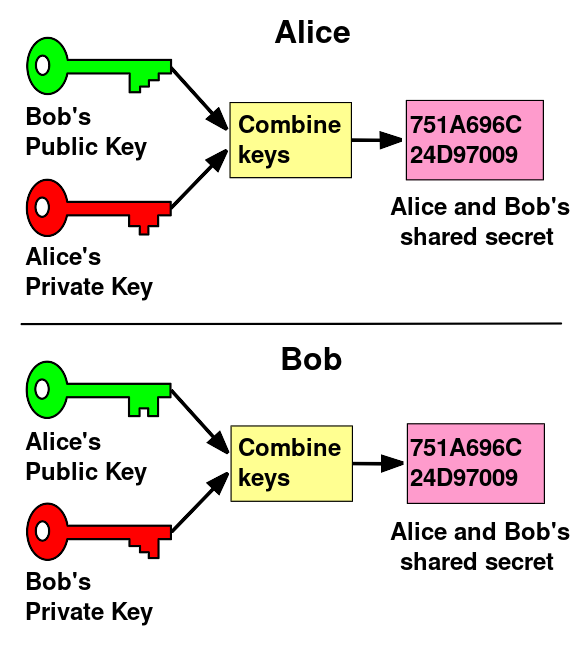 Alice
Bob's
Public Key
Combine
keys
751A696C
24D97009
Alice and Bob's
shared secret
Alice's
Private Key
Bob
Alice's
Public Key
Combine
keys
751A696C
24D97009
Alice and Bob's
shared secret
Bob's
Private Key